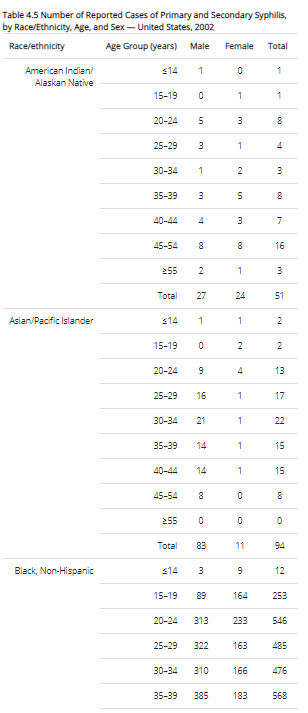 Table 4.5 Number of Reported Cases of Primary and Secondary Syphilis,
by Race/Ethnicity, Age, and Sex — United States, 2002
Race/ethnicity Age Group (years) Male Female Total
American Indian/ ≤14 1 0 1
Alaskan Native
15–19 0 1 1
20–24 5 3 8
25–29 3 1 4
30–34 1 2 3
35–39 3 5 8
40–44 4 3 7
45–54 8 8 16
≥55 2 1 3
Total 27 24 51
Asian/Pacific Islander ≤14 1 1 2
15–19 0 2 2
20–24 9 4 13
25–29 16 1 17
30–34 21 1 22
35–39 14 1 15
40–44 14 1 15
45–54 8 0 8
≥55 0 0 0
Total 83 11 94
Black, Non-Hispanic ≤14 3 9 12
15–19 89 164 253
20–24 313 233 546
25–29 322 163 485
30–34 310 166 476
35–39 385 183 568